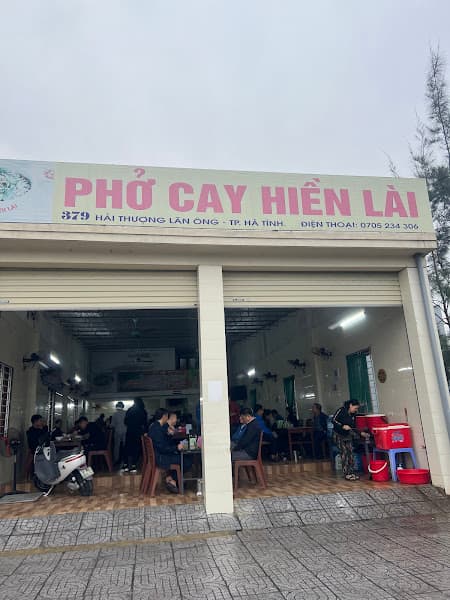 PHỞ CAY HIỀN LÀI
379 HẢI THƯỢNG LÃN ÔNG - TP. HÀ TĨNH. ĐIỆN THOẠI: 0705 234 306